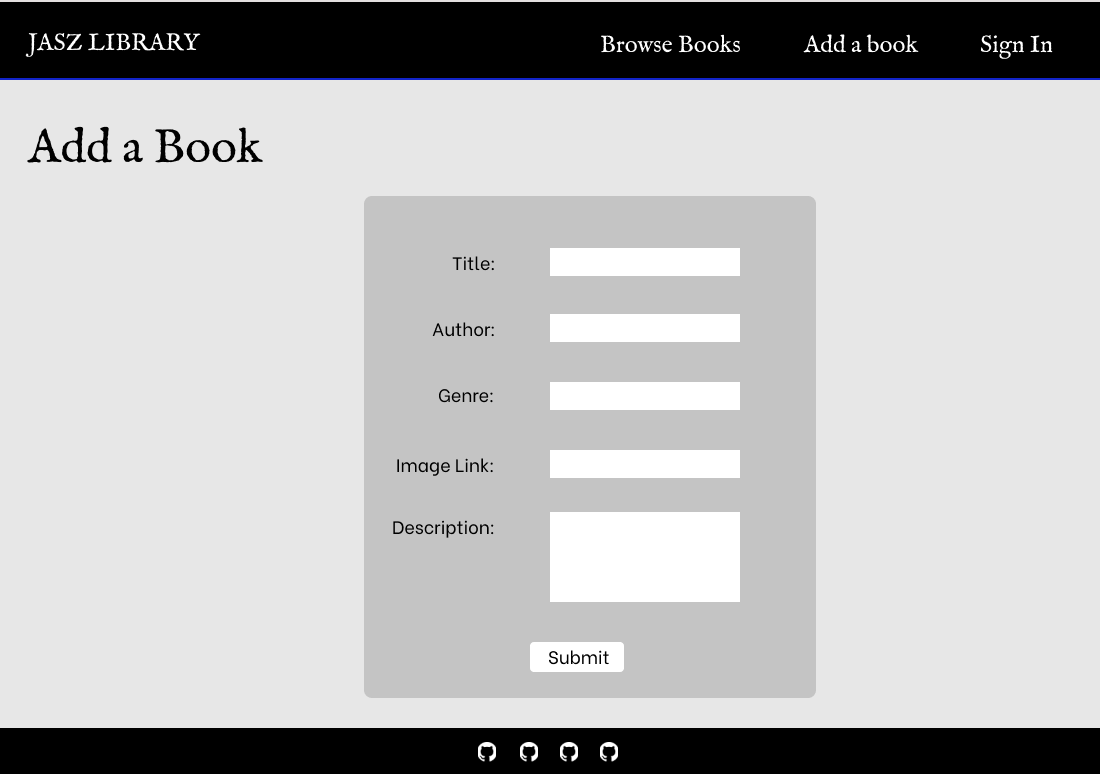 JASZ LIBRARY
Browse Books
Add a book
Sign In
Add a Book
Title:
Author:
Genre:
Image Link:
Description:
Submit